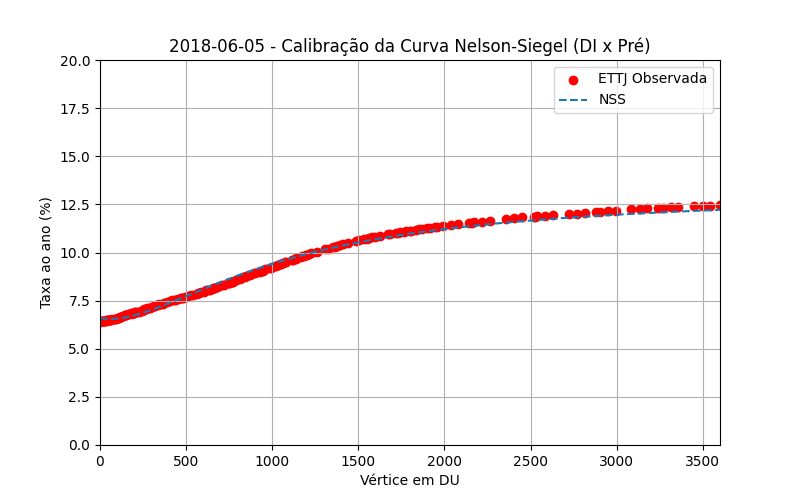 2018-06-05 - Calibração da Curva Nelson-Siegel (DI x Pré)
ETTJ Observada
NSS
Taxa ao ano (%)
20.0
17.5
15.0
12.5
10.0
7.5
5.0
2.5
0.0
0 500 1000 1500 2000 2500 3000 3500
Vértice em DU